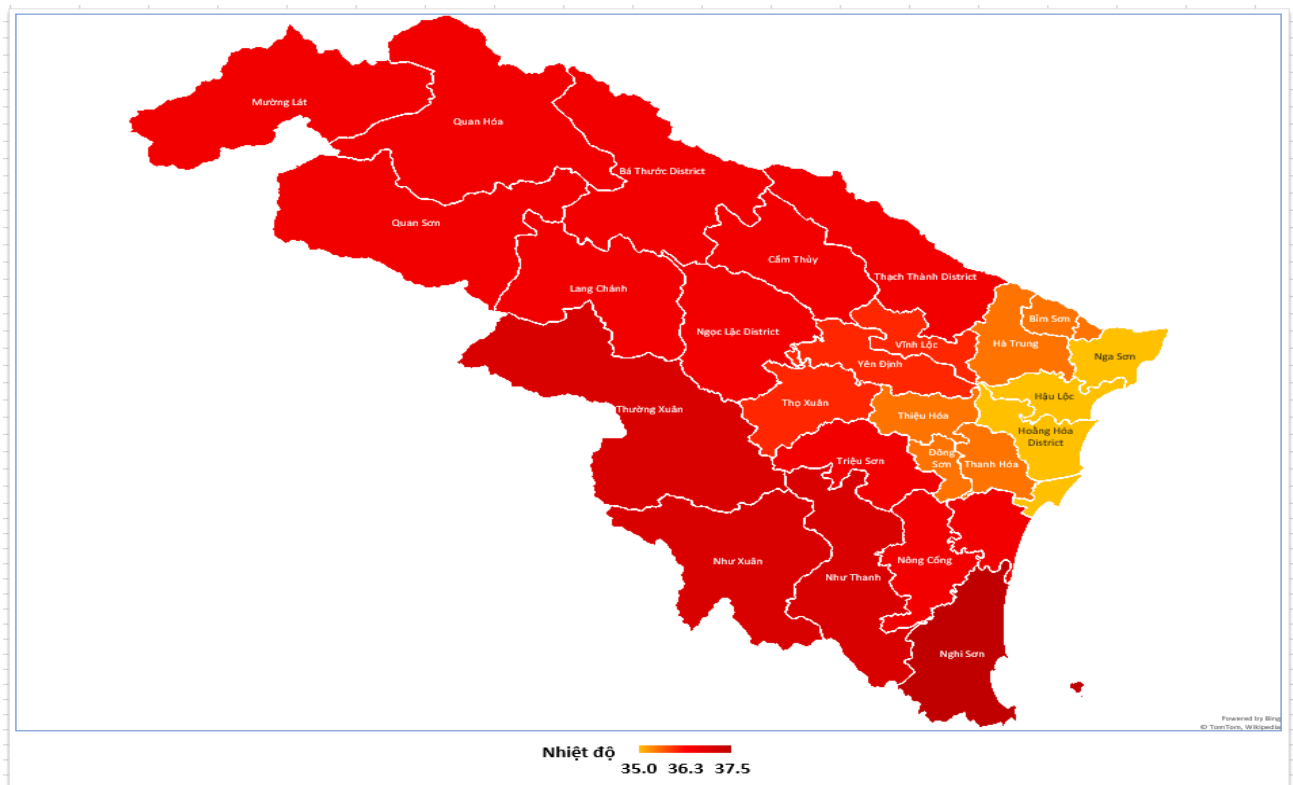 Mường Lát
Quan Hóa
Bá Thước District
Quan Sơn
Cẩm Thủy
Thạch Thành District
Lang Chánh
Bỉm Sơn
Ngọc Lặc District
Hà Trung
Vĩnh Lộc
Nga Sơn
Yên Định
Hậu Lộc
Thọ Xuân
Thường Xuân
Thiệu Hóa
Hoằng Hóa
District
Đông
Sơn
Triệu Sơn
Thanh Hóa
Như Xuân
Nông Cống
Như Thanh
Nghi Sơn
Powered by Bing
© TomTom, Wikipedia
Nhiệt độ
35.0 36.3 37.5